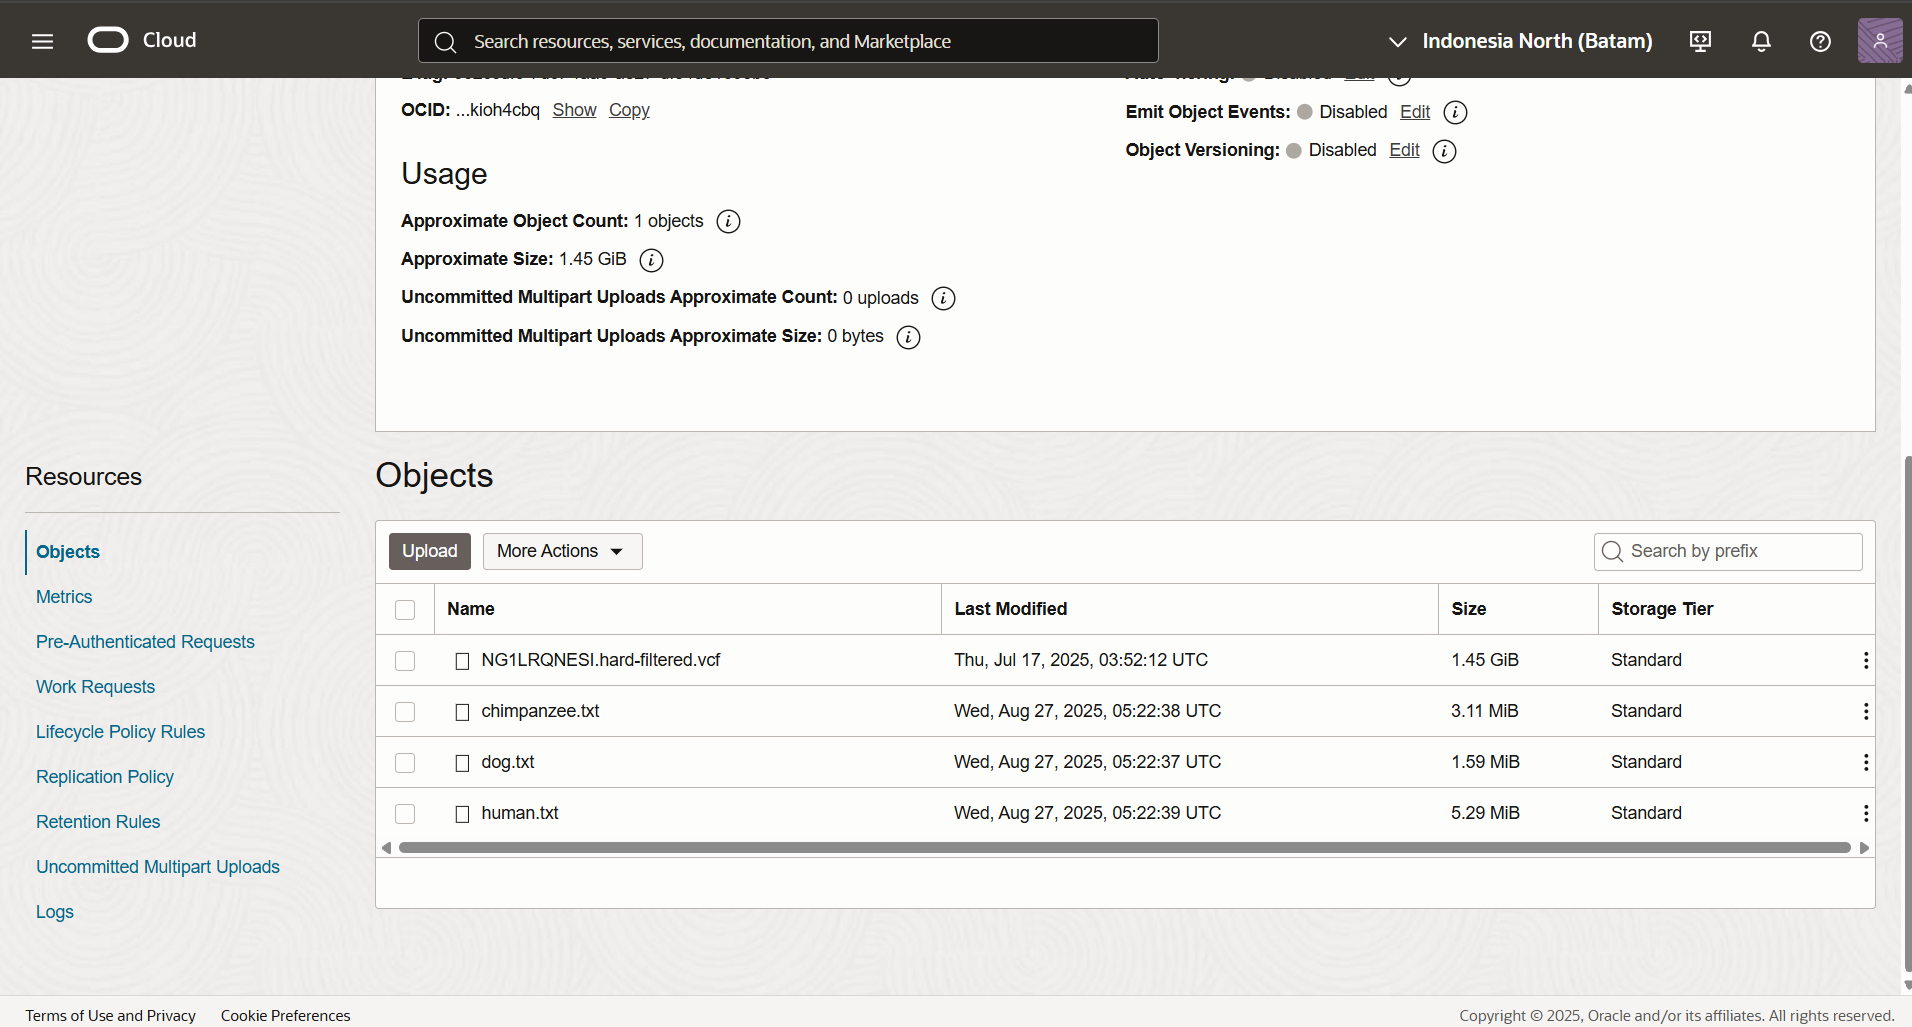 Cloud
Search resources, services, documentation, and Marketplace
Indonesia North (Batam)
OCID: ...kioh4cbq Show Copy
Emit Object Events: Disabled Edit
Object Versioning: Disabled Edit
Usage
Approximate Object Count: 1 objects
Approximate Size: 1.45 GiB
Uncommitted Multipart Uploads Approximate Count: 0 uploads
Uncommitted Multipart Uploads Approximate Size: 0 bytes
Resources
Objects
Metrics
Pre-Authenticated Requests
Work Requests
Lifecycle Policy Rules
Replication Policy
Retention Rules
Uncommitted Multipart Uploads
Logs
Objects
Upload More Actions Search by prefix
Name Last Modified Size Storage Tier
NG1LRQNESI.hard-filtered.vcf Thu, Jul 17, 2025, 03:52:12 UTC 1.45 GiB Standard
chimpanzee.txt Wed, Aug 27, 2025, 05:22:38 UTC 3.11 MiB Standard
dog.txt Wed, Aug 27, 2025, 05:22:37 UTC 1.59 MiB Standard
human.txt Wed, Aug 27, 2025, 05:22:39 UTC 5.29 MiB Standard
Terms of Use and Privacy Cookie Preferences
Copyright © 2025, Oracle and/or its affiliates. All rights reserved.